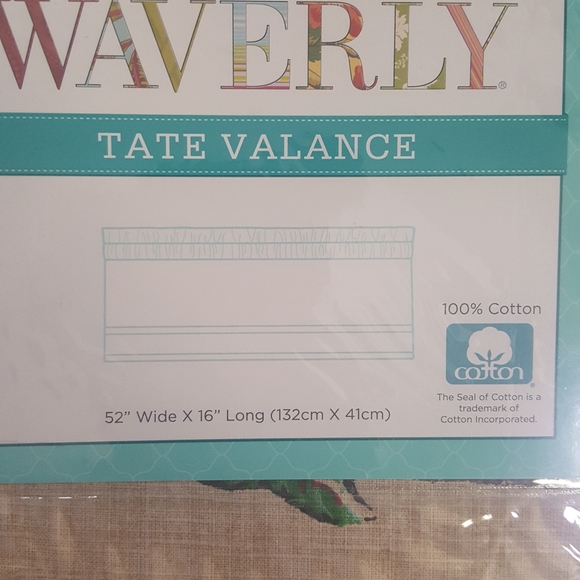 WAVERLY®
TATE VALANCE
100% Cotton
cotton®
The Seal of Cotton is a
trademark of
Cotton Incorporated.
52" Wide X 16" Long (132cm X 41cm)